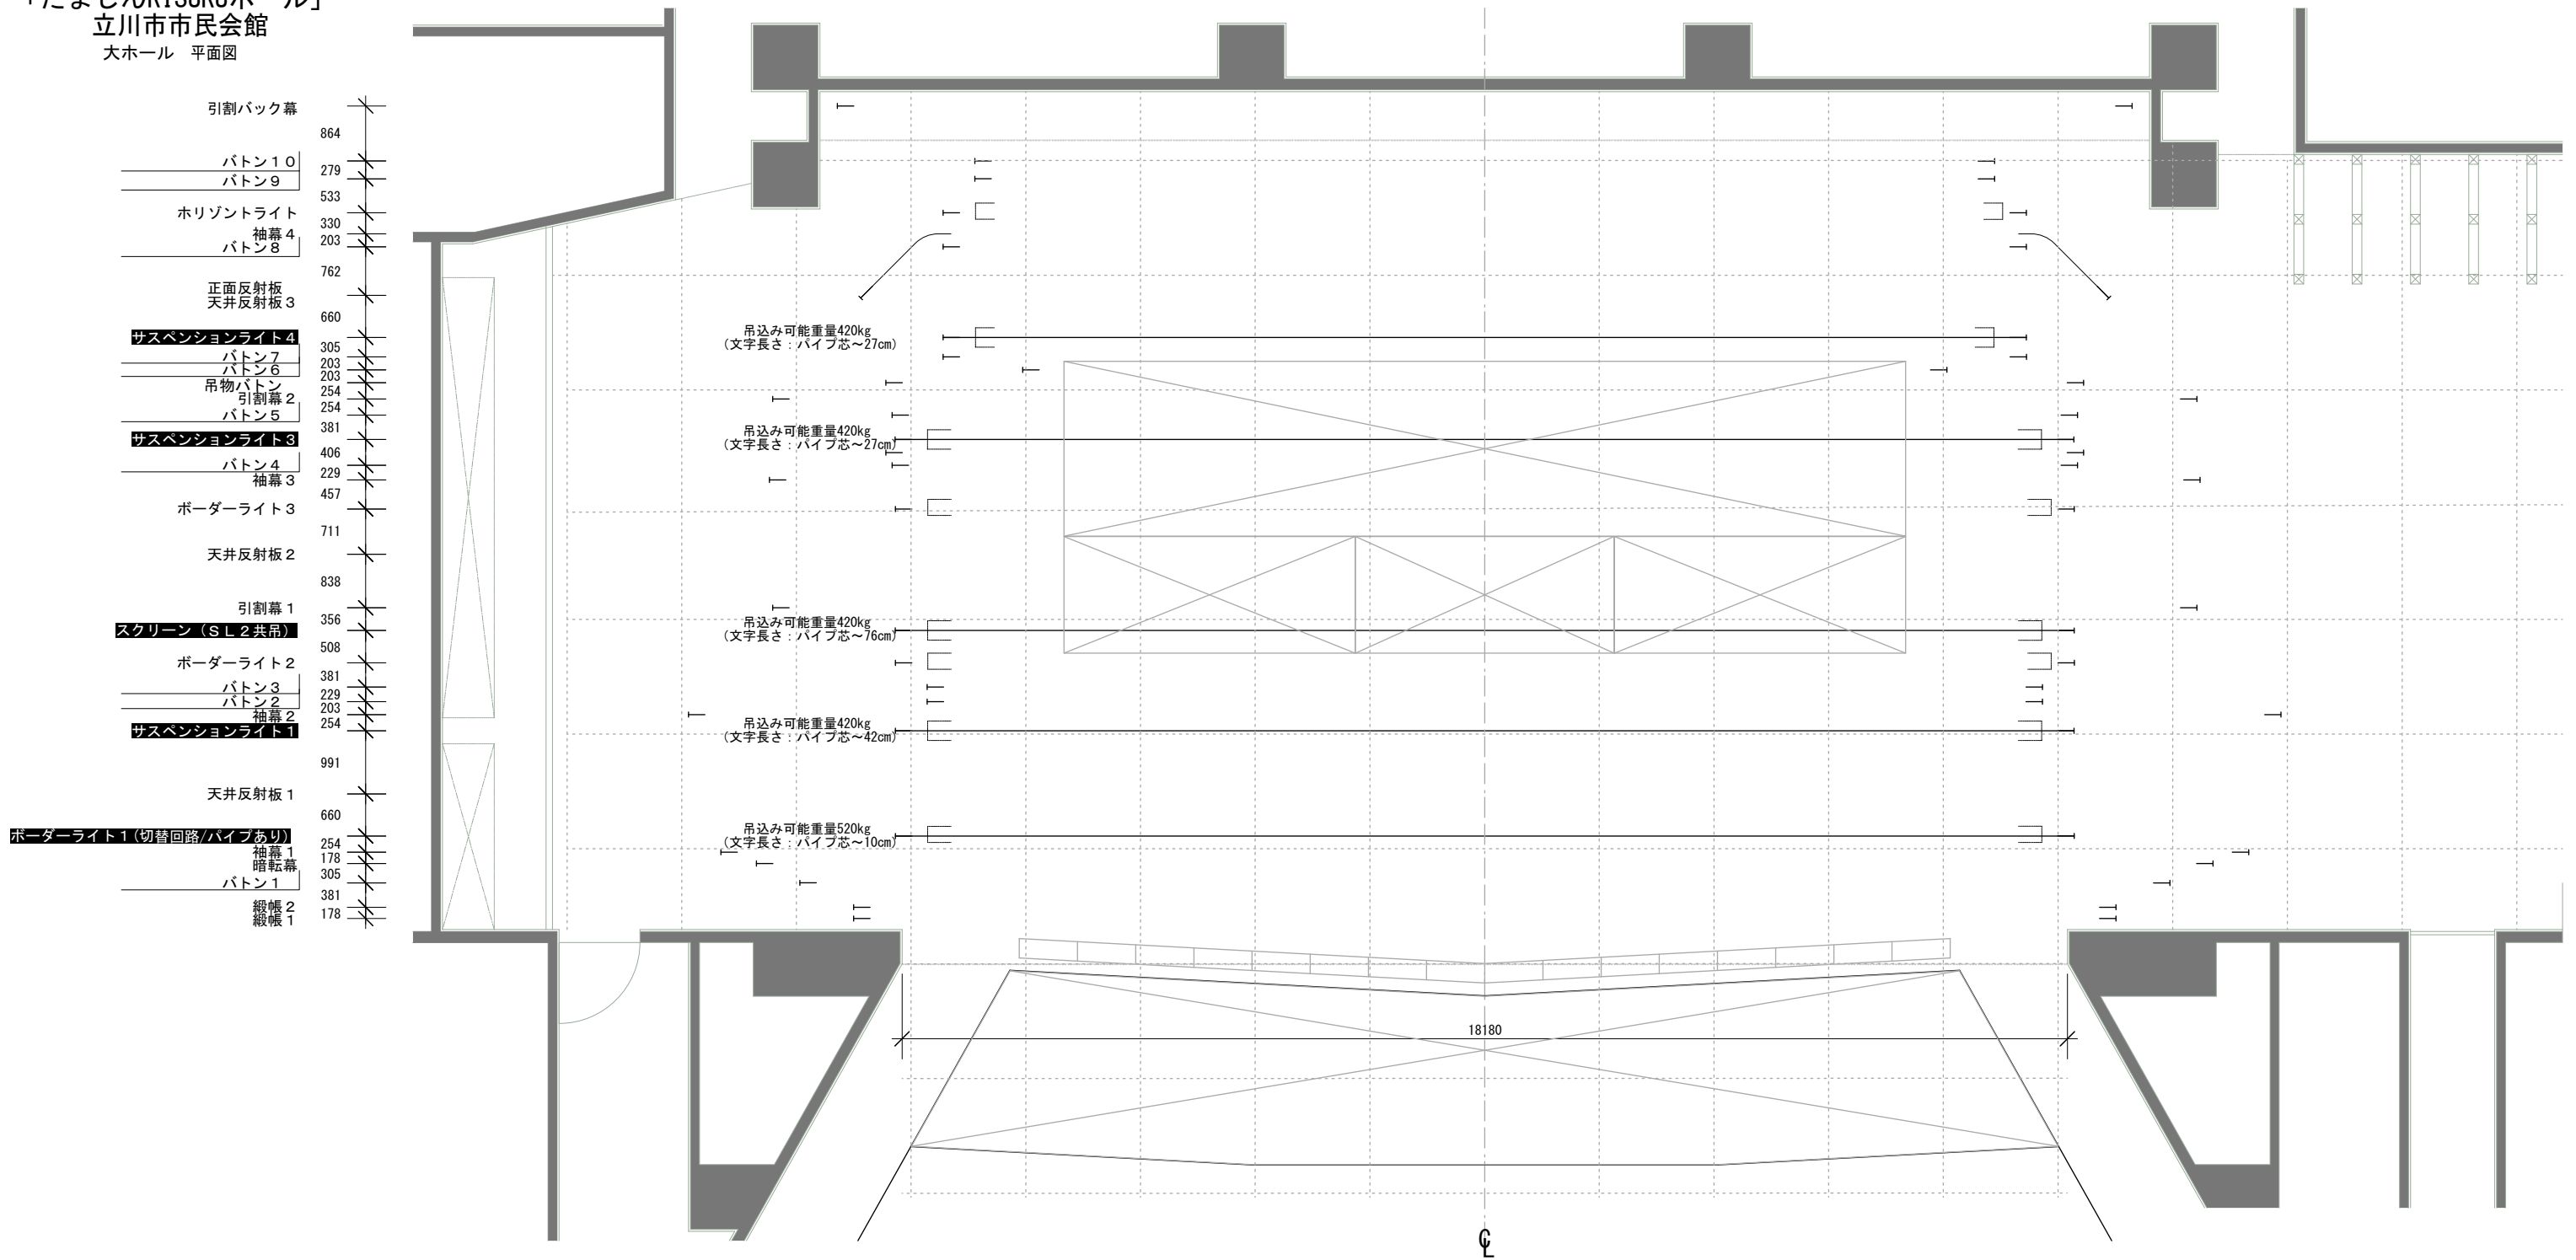 立川市市民会館
大ホール 平面図
引割バック幕
864
バトン１０
279
バトン９
533
ホリゾントライト
330
袖幕４
203
バトン８
762
正面反射板
天井反射板３
660
サスペンションライト４
305
バトン７
203
バトン６
203
吊物バトン
254
引割幕２
254
バトン５
381
サスペンションライト３
406
バトン４
229
袖幕３
457
ボーダーライト３
711
天井反射板２
838
引割幕１
356
スクリーン（ＳＬ２共吊）
508
ボーダーライト２
381
バトン３
229
バトン２
203
袖幕２
254
サスペンションライト１
991
天井反射板１
660
ボーダーライト１(切替回路/パイプあり)
254
袖幕１
178
暗転幕
305
バトン１
381
緞帳２
178
緞帳１
吊込み可能重量420kg
（文字長さ：パイプ芯～27cm）
吊込み可能重量420kg
（文字長さ：パイプ芯～27cm）
吊込み可能重量420kg
（文字長さ：パイプ芯～76cm）
吊込み可能重量420kg
（文字長さ：パイプ芯～42cm）
吊込み可能重量520kg
（文字長さ：パイプ芯～10cm）
18180
℄